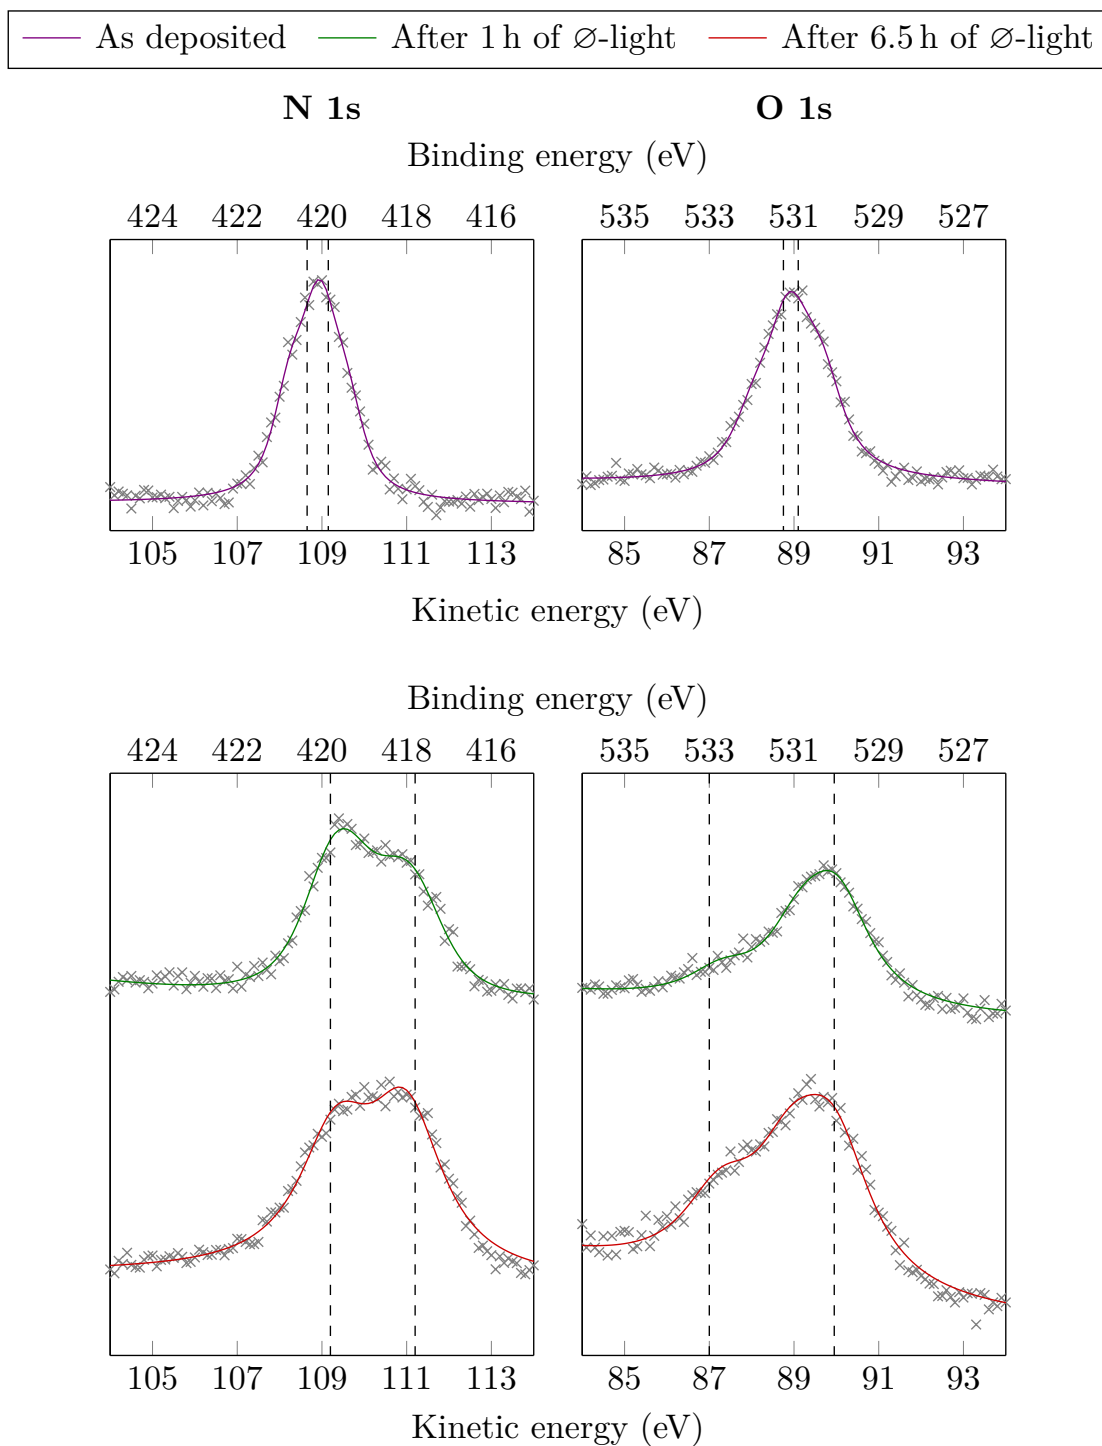 As deposited After 1 h of ∅-light After 6.5 h of ∅-light
N 1s O 1s
Binding energy (eV)
424 422 420 418 416 535 533 531 529 527
105 107 109 111 113 85 87 89 91 93
Kinetic energy (eV)
Binding energy (eV)
424 422 420 418 416 535 533 531 529 527
105 107 109 111 113 85 87 89 91 93
Kinetic energy (eV)